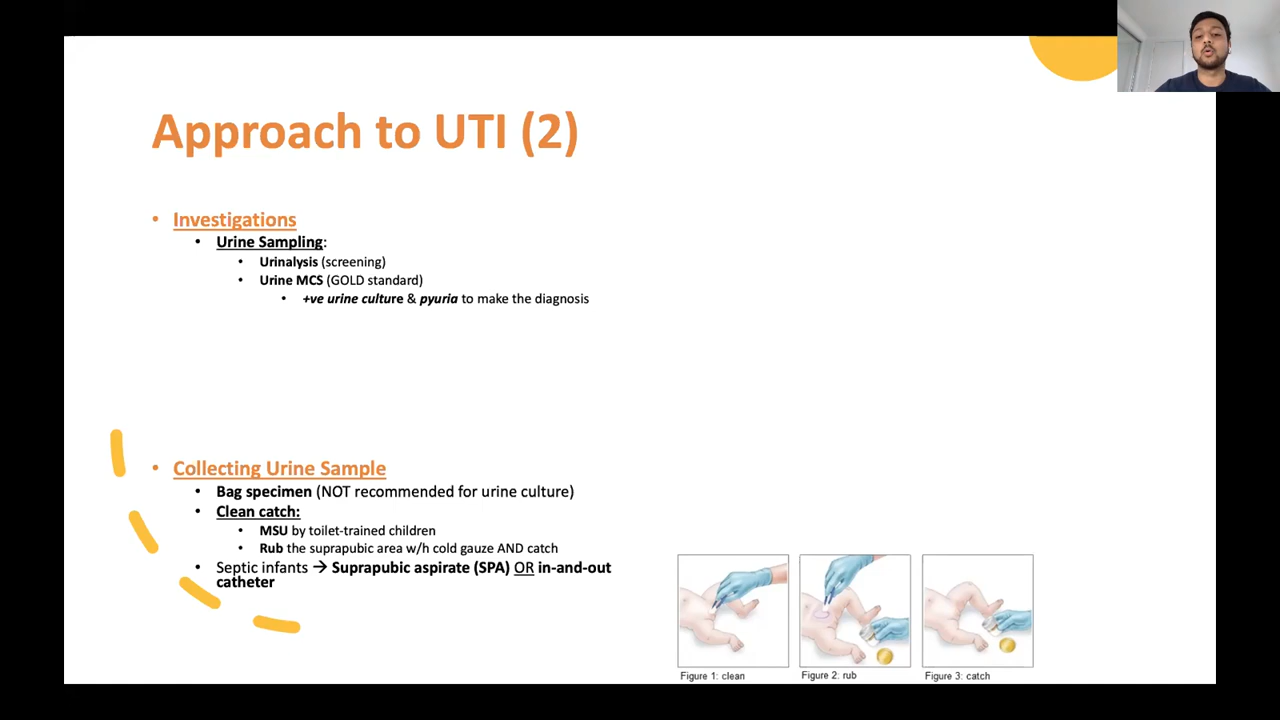 Approach to UTI (2)
• Investigations
• Urine Sampling:
• Urinalysis (screening)
• Urine MCS (GOLD standard)
• +ve urine culture & pyuria to make the diagnosis
• Collecting Urine Sample
• Bag specimen (NOT recommended for urine culture)
• Clean catch:
• MSU by toilet-trained children
• Rub the suprapubic area w/h cold gauze AND catch
• Septic infants → Suprapubic aspirate (SPA) OR in-and-out
catheter
Figure 1: clean
Figure 2: rub
Figure 3: catch